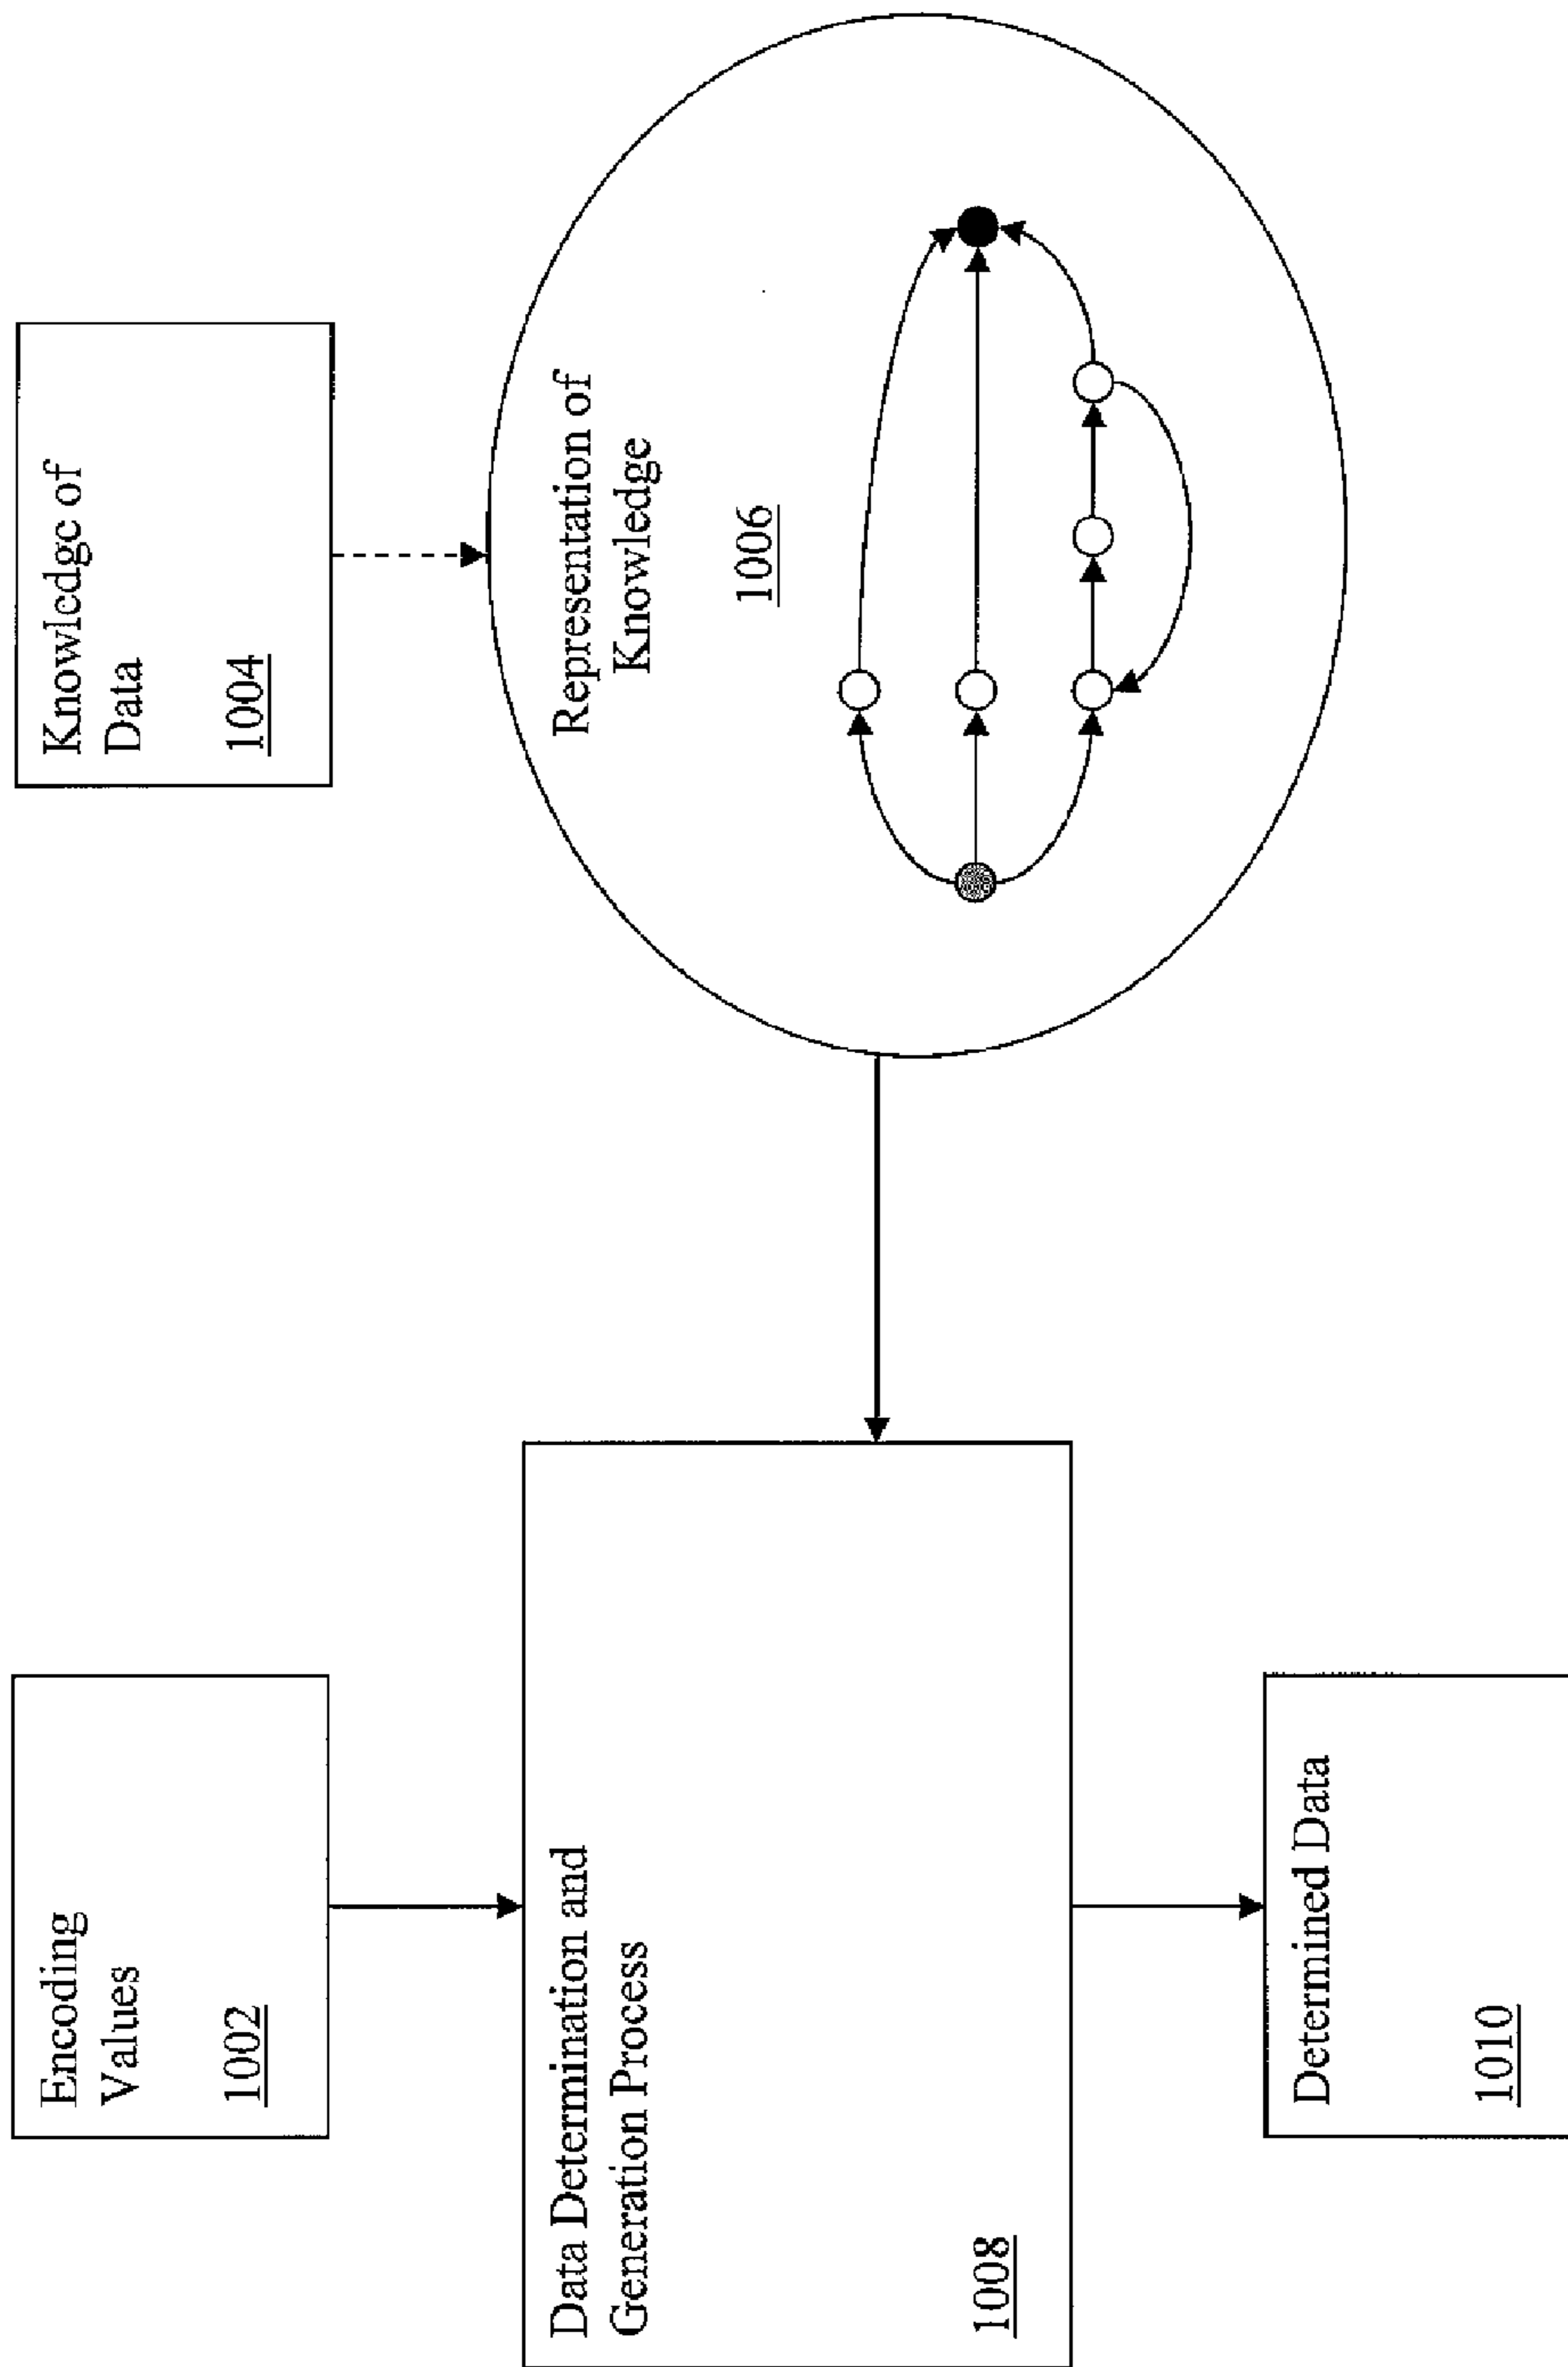 Encoding
Values
1002
Knowledge of
Data
1004
Data Determination and
Generation Process
1008
Representation of
Knowledge
1006
Determined Data
1010